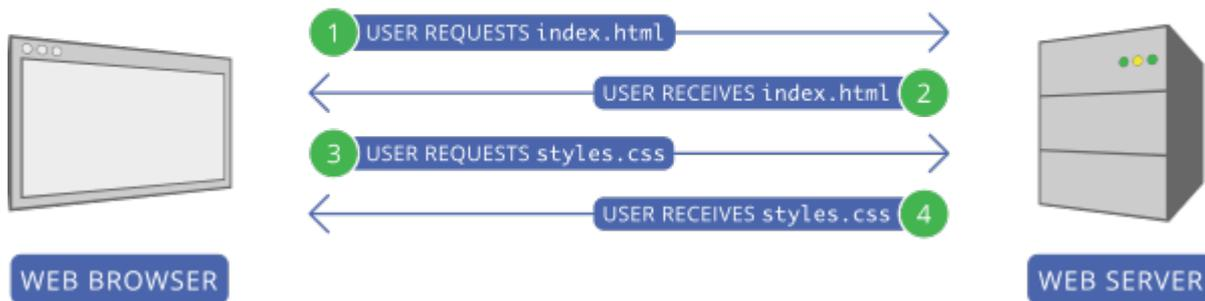 1 USER REQUESTS index.html
USER RECEIVES index.html 2
3 USER REQUESTS styles.css
USER RECEIVES styles.css 4
WEB BROWSER
WEB SERVER